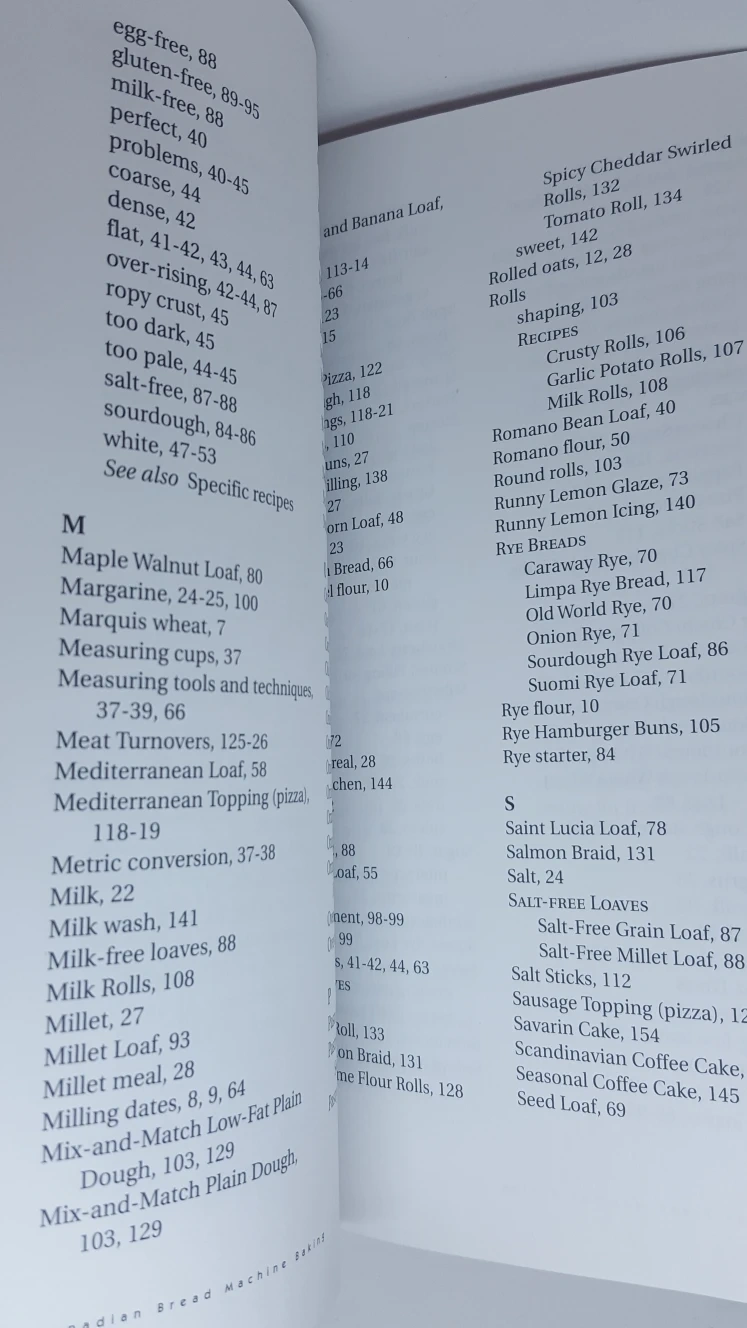 egg-free, 88
gluten-free, 89-95
milk-free, 88
perfect, 40
problems, 40-45
coarse, 44
dense, 42
flat, 41-42, 43, 44, 63
over-rising, 42-44, 87
ropy crust, 45
too dark, 45
too pale, 44-45
salt-free, 87-88
sourdough, 84-86
white, 47-53
See also Specific recipes
M
Maple Walnut Loaf, 80
Margarine, 24-25, 100
Marquis wheat, 7
Measuring cups, 37
Measuring tools and techniques,
37-39, 66
Meat Turnovers, 125-26
Mediterranean Loaf, 58
Mediterranean Topping (pizza),
118-19
Metric conversion, 37-38
Milk, 22
Milk wash, 141
Milk-free loaves, 88
Milk Rolls, 108
Millet, 27
Millet Loaf, 93
Millet meal, 28
Milling dates, 8, 9, 64
Mix-and-Match Low-Fat Plain
Dough, 103, 129
Mix-and-Match Plain Dough,
103, 129
Bread Machine Baking
and Banana Loaf,
113-14
-66
23
15
Pizza, 122
gh, 118
ngs, 118-21
, 110
uns, 27
illing, 138
27
orn Loaf, 48
23
Bread, 66
flour, 10
72
real, 28
chen, 144
, 88
Loaf, 55
ment, 98-99
99
s, 41-42, 44, 63
Roll, 133
on Braid, 131
me Flour Rolls, 128
Spicy Cheddar Swirled
Rolls, 132
Tomato Roll, 134
sweet, 142
Rolled oats, 12, 28
Rolls
shaping, 103
RECIPES
Crusty Rolls, 106
Garlic Potato Rolls, 107
Milk Rolls, 108
Romano Bean Loaf, 40
Romano flour, 50
Round rolls, 103
Runny Lemon Glaze, 73
Runny Lemon Icing, 140
RYE BREADS
Caraway Rye, 70
Limpa Rye Bread, 117
Old World Rye, 70
Onion Rye, 71
Sourdough Rye Loaf, 86
Suomi Rye Loaf, 71
Rye flour, 10
Rye Hamburger Buns, 105
Rye starter, 84
S
Saint Lucia Loaf, 78
Salmon Braid, 131
Salt, 24
SALT-FREE LOAVES
Salt-Free Grain Loaf, 87
Salt-Free Millet Loaf, 88
Salt Sticks, 112
Sausage Topping (pizza), 12
Savarin Cake, 154
Scandinavian Coffee Cake,
Seasonal Coffee Cake, 145
Seed Loaf, 69